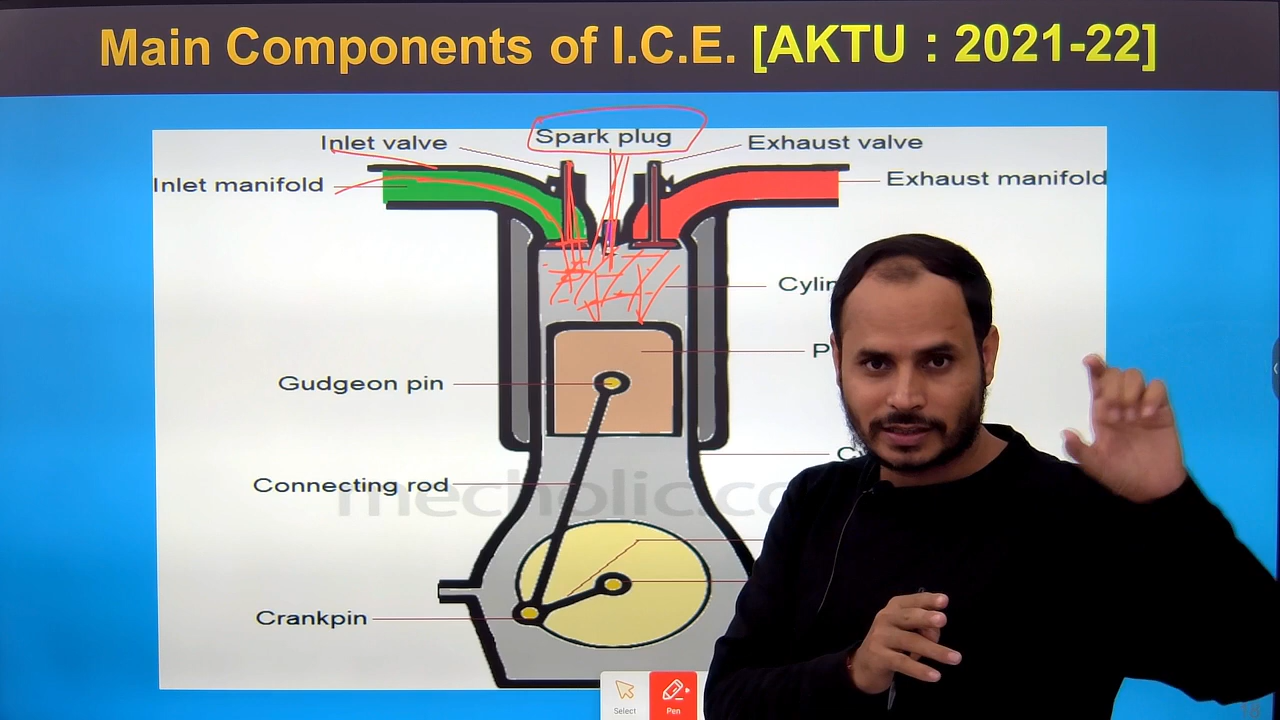 Main Components of I.C.E. [AKTU : 2021-22]
Inlet valve
Spark plug
Exhaust valve
Inlet manifold
Exhaust manifold
Gudgeon pin
Connecting rod
Crankpin
Select
Pen